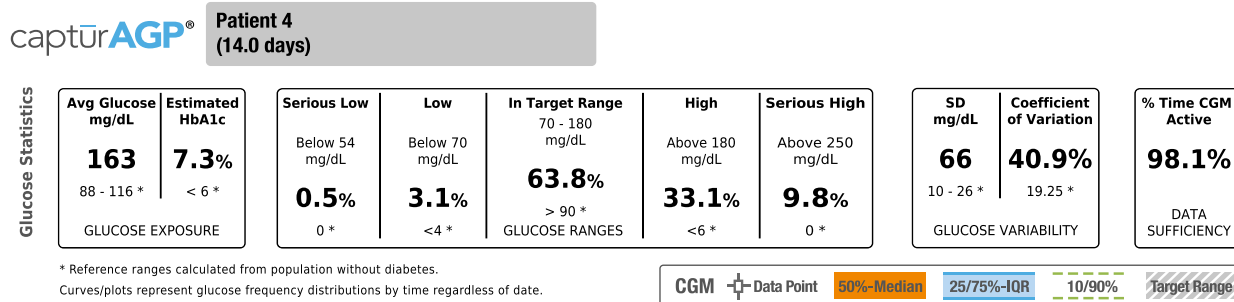 captūrAGP®
Patient 4
(14.0 days)
Glucose Statistics
Avg Glucose
mg/dL
163
88 - 116 *
Estimated
HbA1c
7.3%
< 6 *
GLUCOSE EXPOSURE
Serious Low
Below 54
mg/dL
0.5%
0 *
Low
Below 70
mg/dL
3.1%
<4 *
In Target Range
70 - 180
mg/dL
63.8%
> 90 *
GLUCOSE RANGES
High
Above 180
mg/dL
33.1%
<6 *
Serious High
Above 250
mg/dL
9.8%
0 *
SD
mg/dL
66
10 - 26 *
Coefficient
of Variation
40.9%
19.25 *
GLUCOSE VARIABILITY
% Time CGM
Active
98.1%
DATA
SUFFICIENCY
* Reference ranges calculated from population without diabetes.
Curves/plots represent glucose frequency distributions by time regardless of date.
CGM Data Point 50%-Median 25/75%-IQR 10/90% Target Range